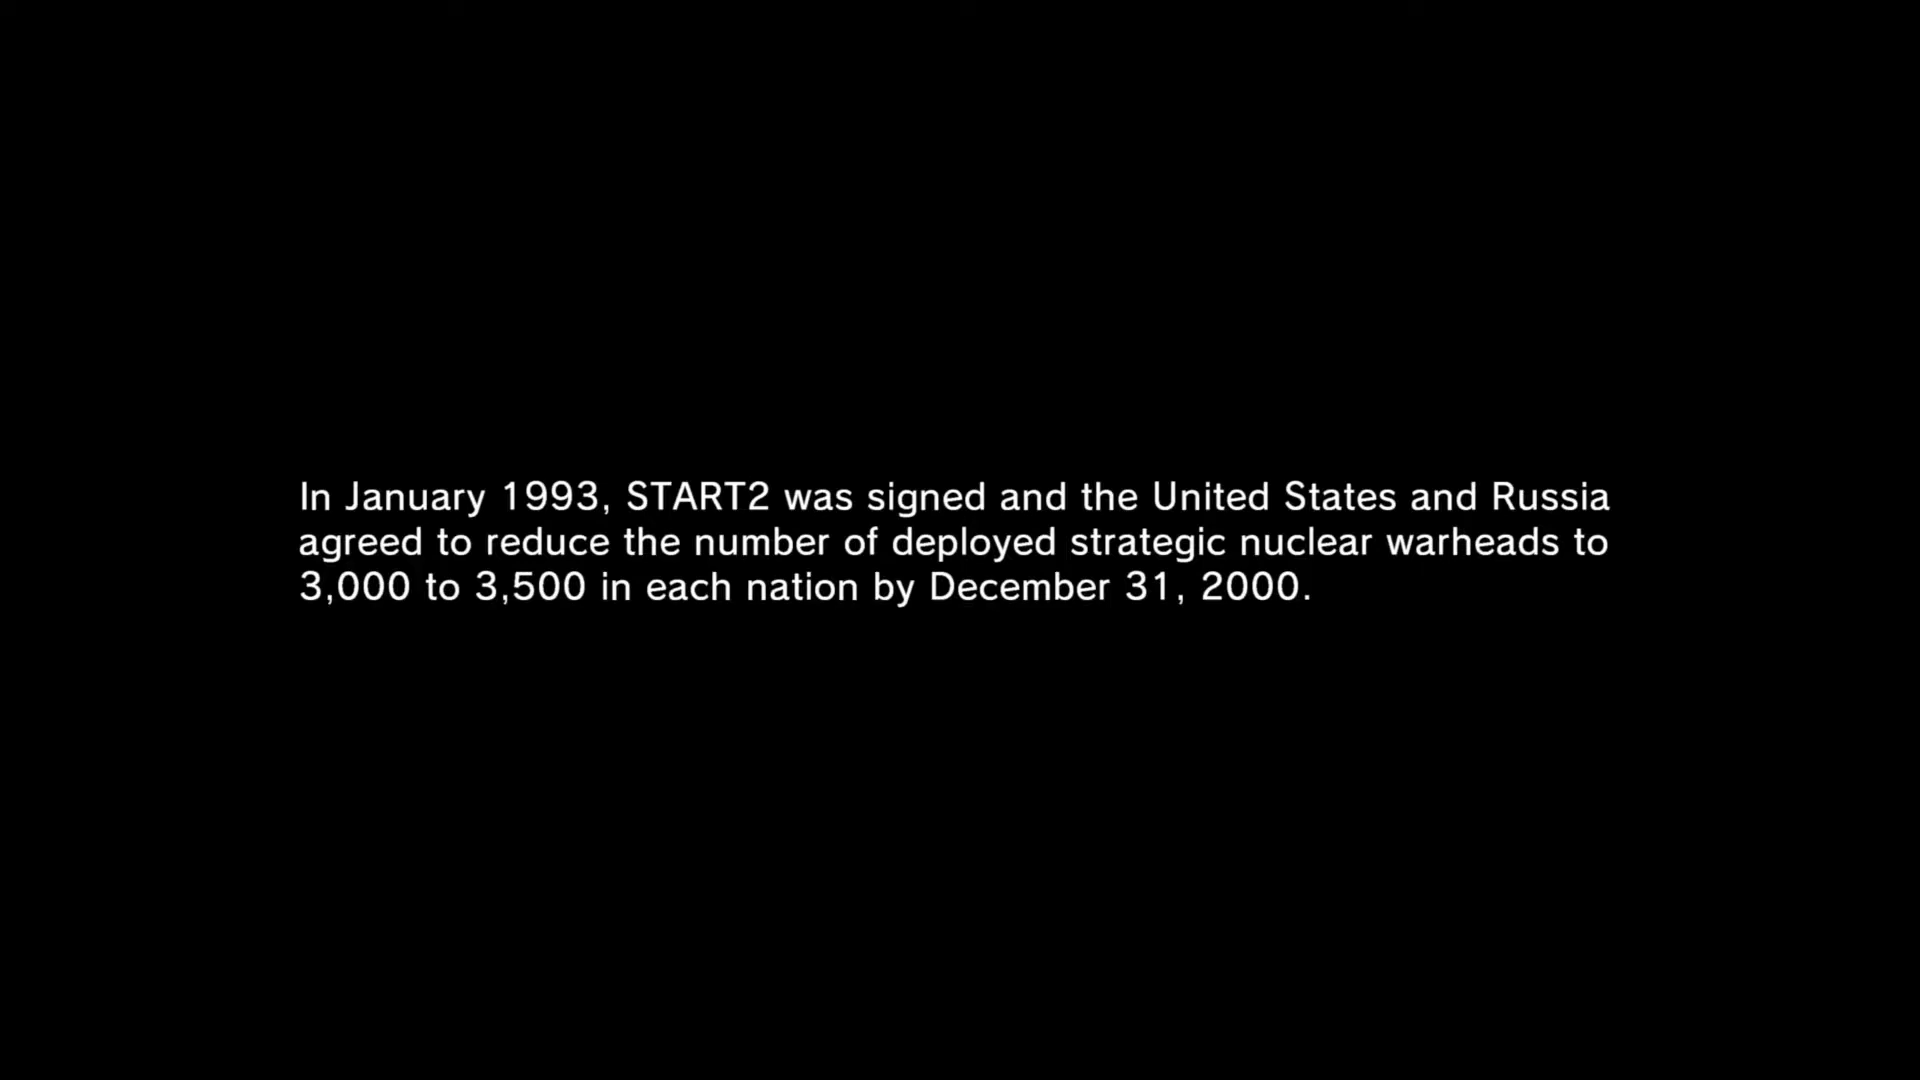 In January 1993, START2 was signed and the United States and Russia
agreed to reduce the number of deployed strategic nuclear warheads to
3,000 to 3,500 in each nation by December 31, 2000.